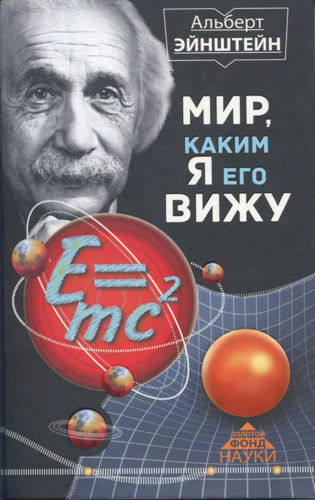 Альберт
ЭЙНШТЕЙН
МИР,
КАКИМ
Я ЕГО
ВИЖУ
E=
mc²
ЗОЛОТОЙ
ФОНД
НАУКИ